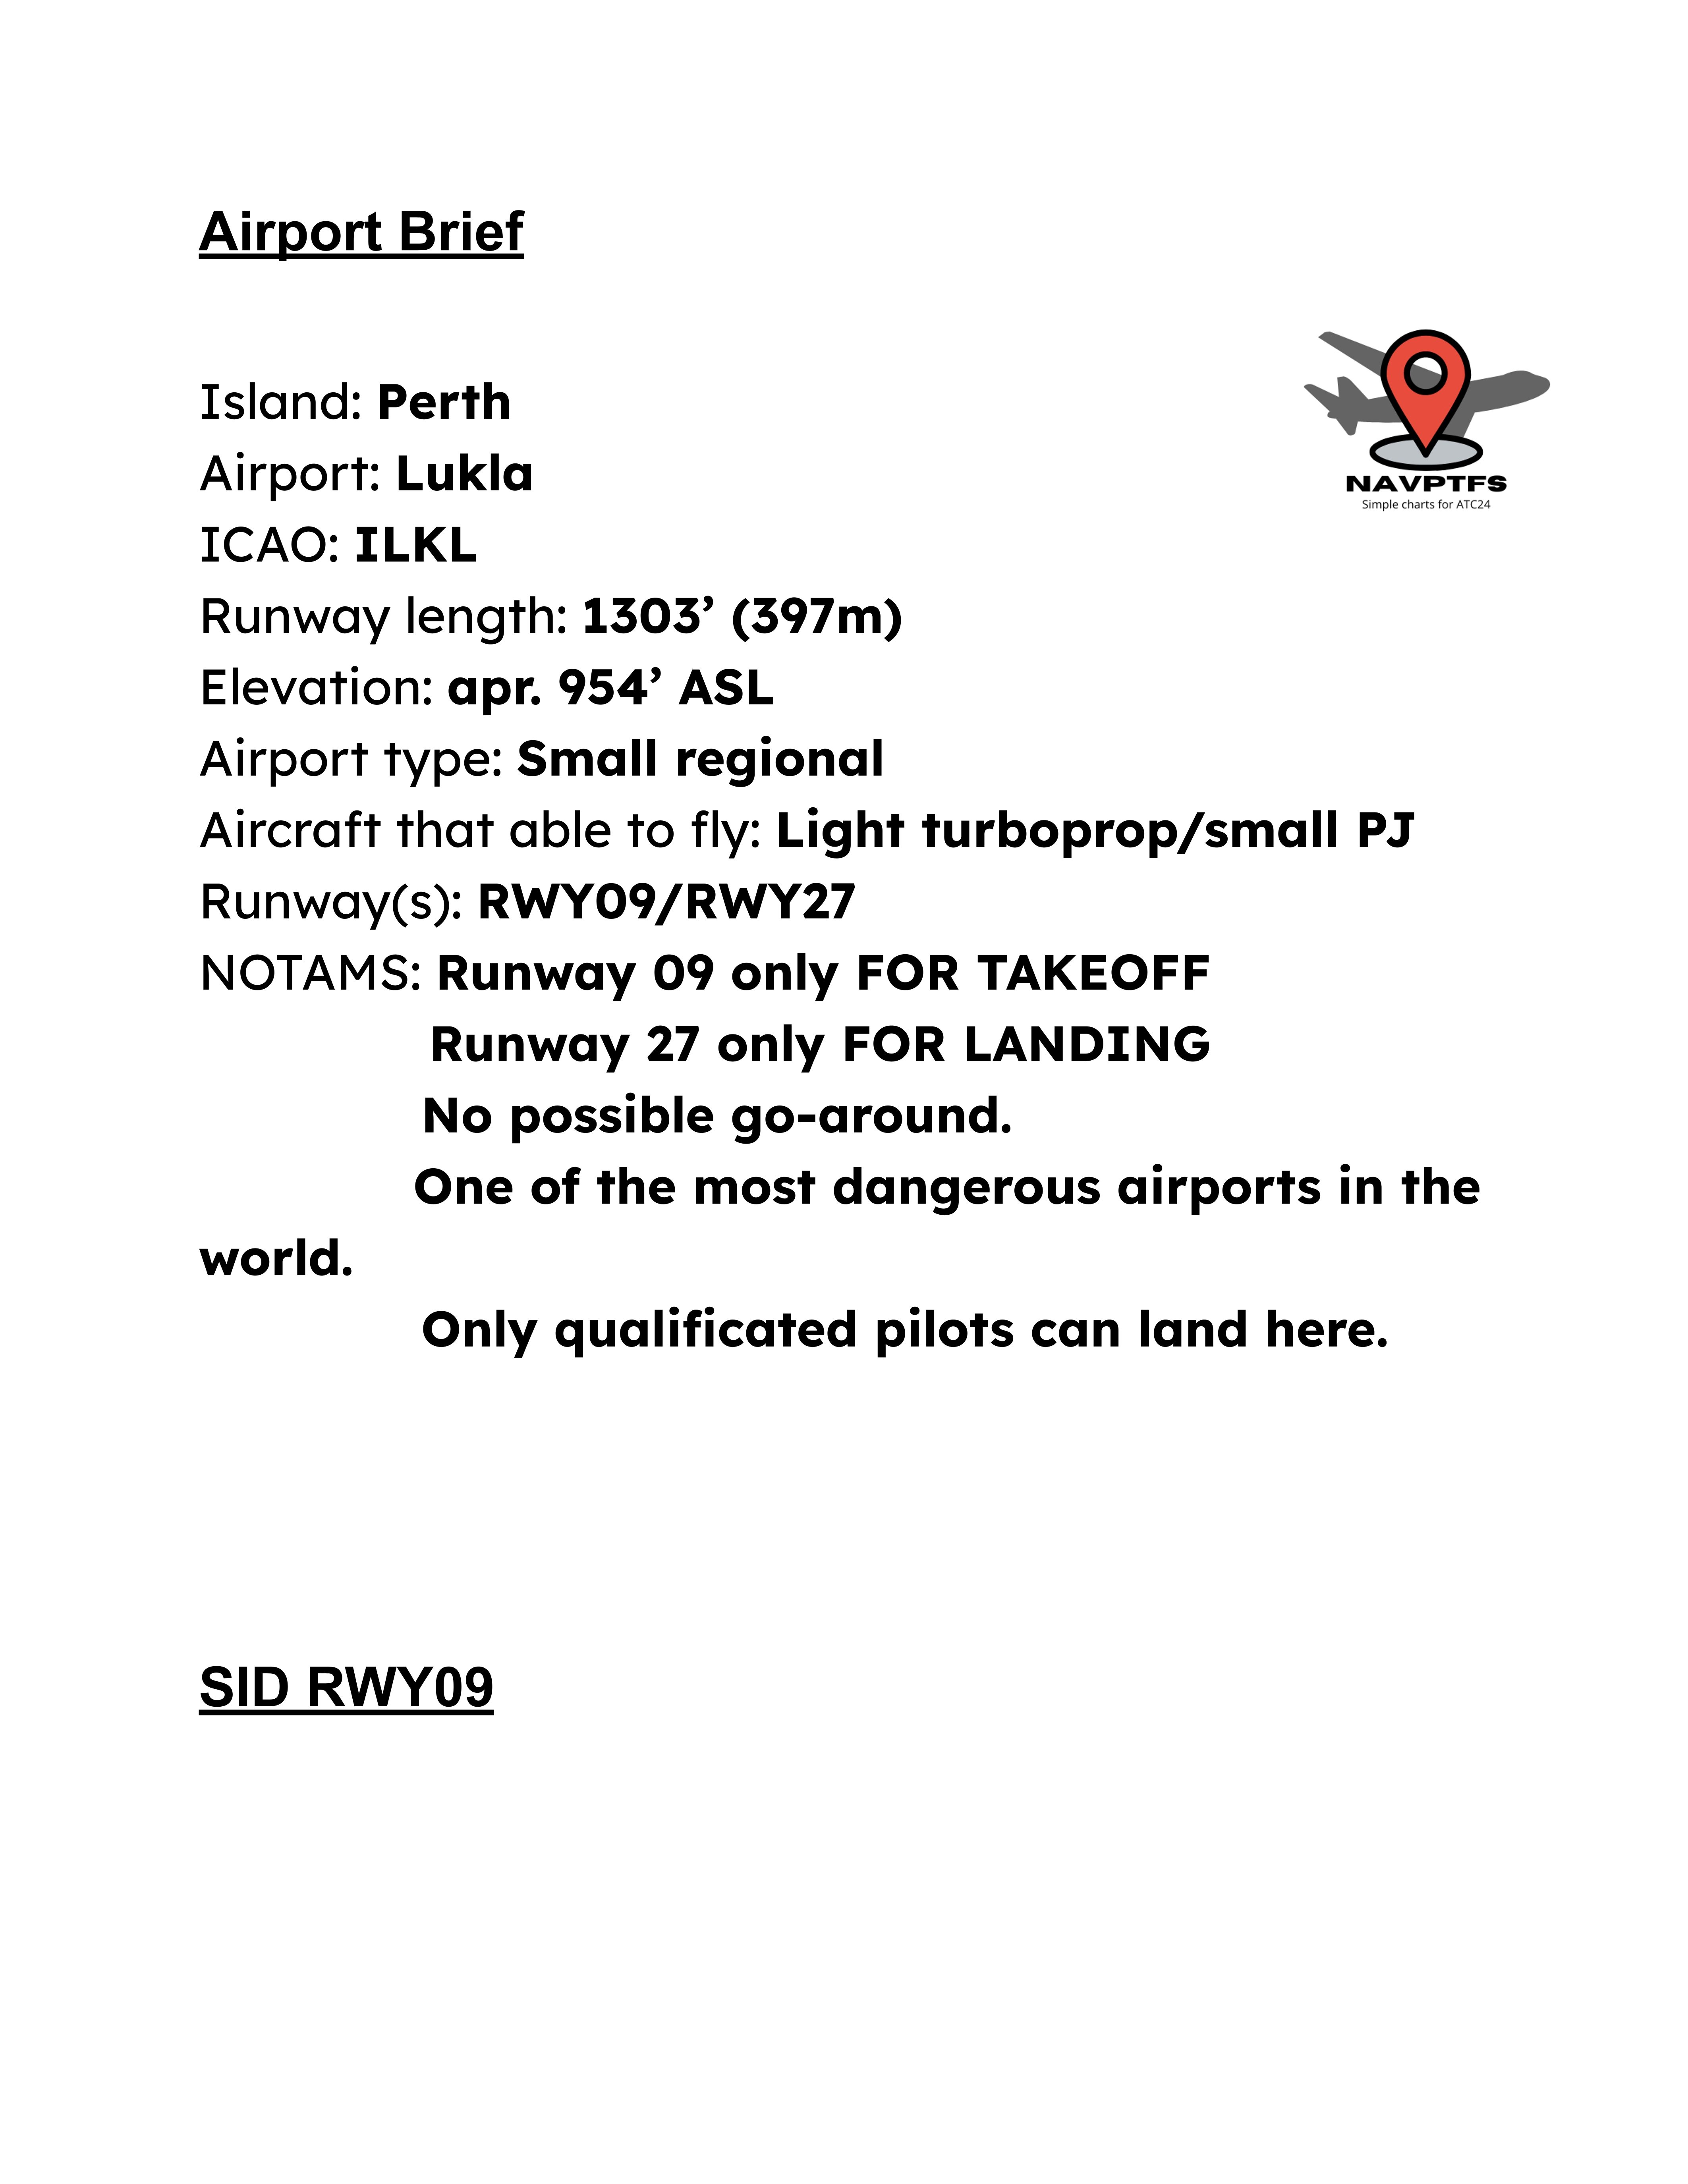 Airport Brief
Island: Perth
NAVPTFS
Simple charts for ATC24
Airport: Lukla
ICAO: ILKL
Runway length: 1303’ (397m)
Elevation: apr. 954’ ASL
Airport type: Small regional
Aircraft that able to fly: Light turboprop/small PJ
Runway(s): RWY09/RWY27
NOTAMS: Runway 09 only FOR TAKEOFF
Runway 27 only FOR LANDING
No possible go-around.
One of the most dangerous airports in the
world.
Only qualificated pilots can land here.
SID RWY09